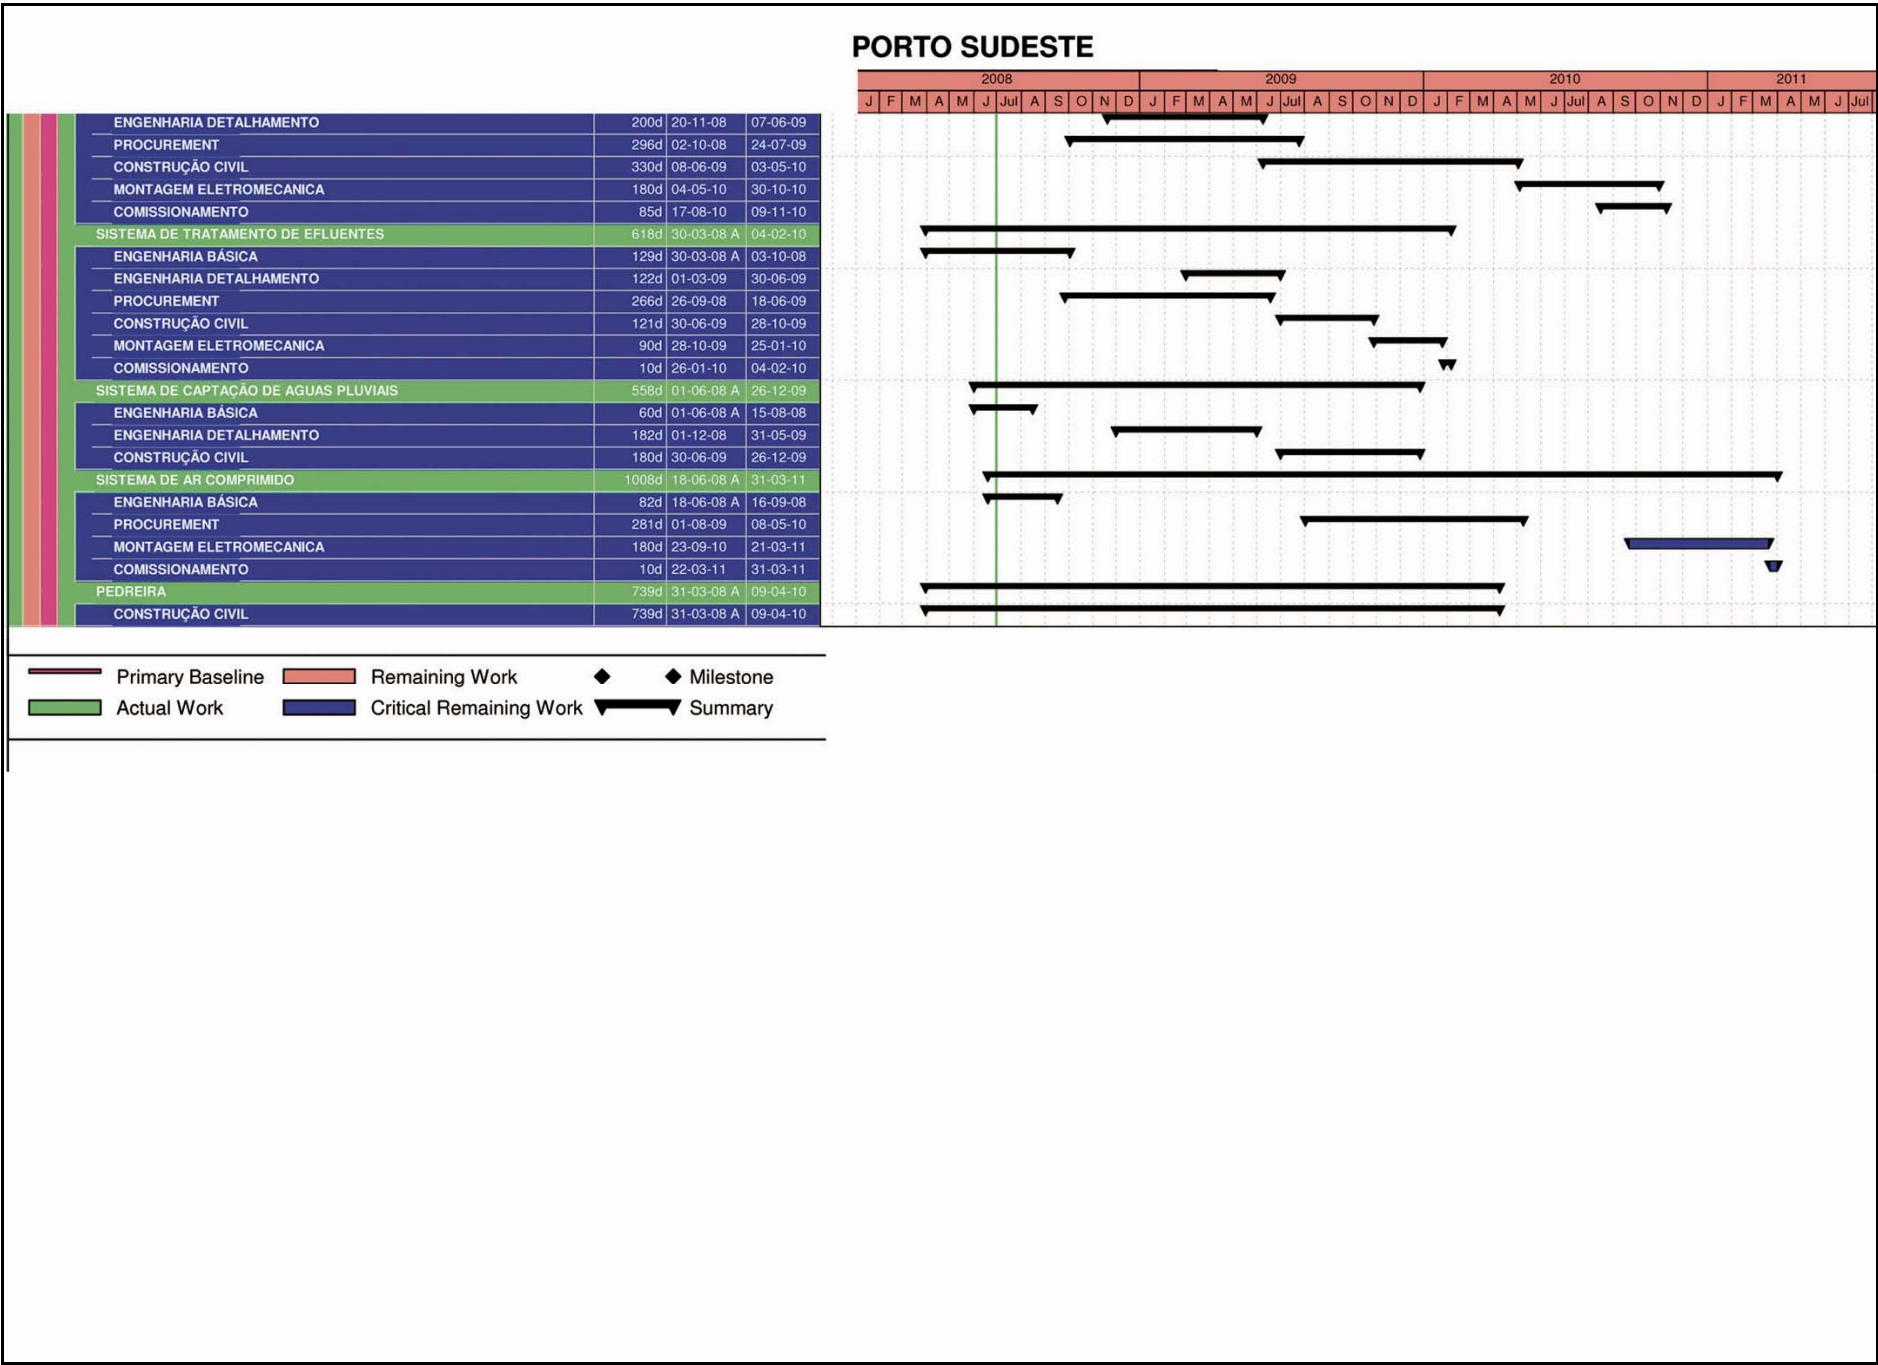 PORTO SUDESTE
2008 2009 2010 2011
J F M A M J Jul A S O N D J F M A M J Jul A S O N D J F M A M J Jul A S O N D J F M A M J Jul
ENGENHARIA DETALHAMENTO 200d 20-11-08 07-06-09
PROCUREMENT 296d 02-10-08 24-07-09
CONSTRUÇÃO CIVIL 330d 08-06-09 03-05-10
MONTAGEM ELETROMECANICA 180d 04-05-10 30-10-10
COMISSIONAMENTO 85d 17-08-10 09-11-10
SISTEMA DE TRATAMENTO DE EFLUENTES 618d 30-03-08 A 04-02-10
ENGENHARIA BÁSICA 129d 30-03-08 A 03-10-08
ENGENHARIA DETALHAMENTO 122d 01-03-09 30-06-09
PROCUREMENT 266d 26-09-08 18-06-09
CONSTRUÇÃO CIVIL 121d 30-06-09 28-10-09
MONTAGEM ELETROMECANICA 90d 28-10-09 25-01-10
COMISSIONAMENTO 10d 26-01-10 04-02-10
SISTEMA DE CAPTAÇÃO DE AGUAS PLUVIAIS 558d 01-06-08 A 26-12-09
ENGENHARIA BÁSICA 60d 01-06-08 A 15-08-08
ENGENHARIA DETALHAMENTO 182d 01-12-08 31-05-09
CONSTRUÇÃO CIVIL 180d 30-06-09 26-12-09
SISTEMA DE AR COMPRIMIDO 1008d 18-06-08 A 31-03-11
ENGENHARIA BÁSICA 82d 18-06-08 A 16-09-08
PROCUREMENT 281d 01-08-09 08-05-10
MONTAGEM ELETROMECANICA 180d 23-09-10 21-03-11
COMISSIONAMENTO 10d 22-03-11 31-03-11
PEDREIRA 739d 31-03-08 A 09-04-10
CONSTRUÇÃO CIVIL 739d 31-03-08 A 09-04-10
Primary Baseline Remaining Work Milestone
Actual Work Critical Remaining Work Summary